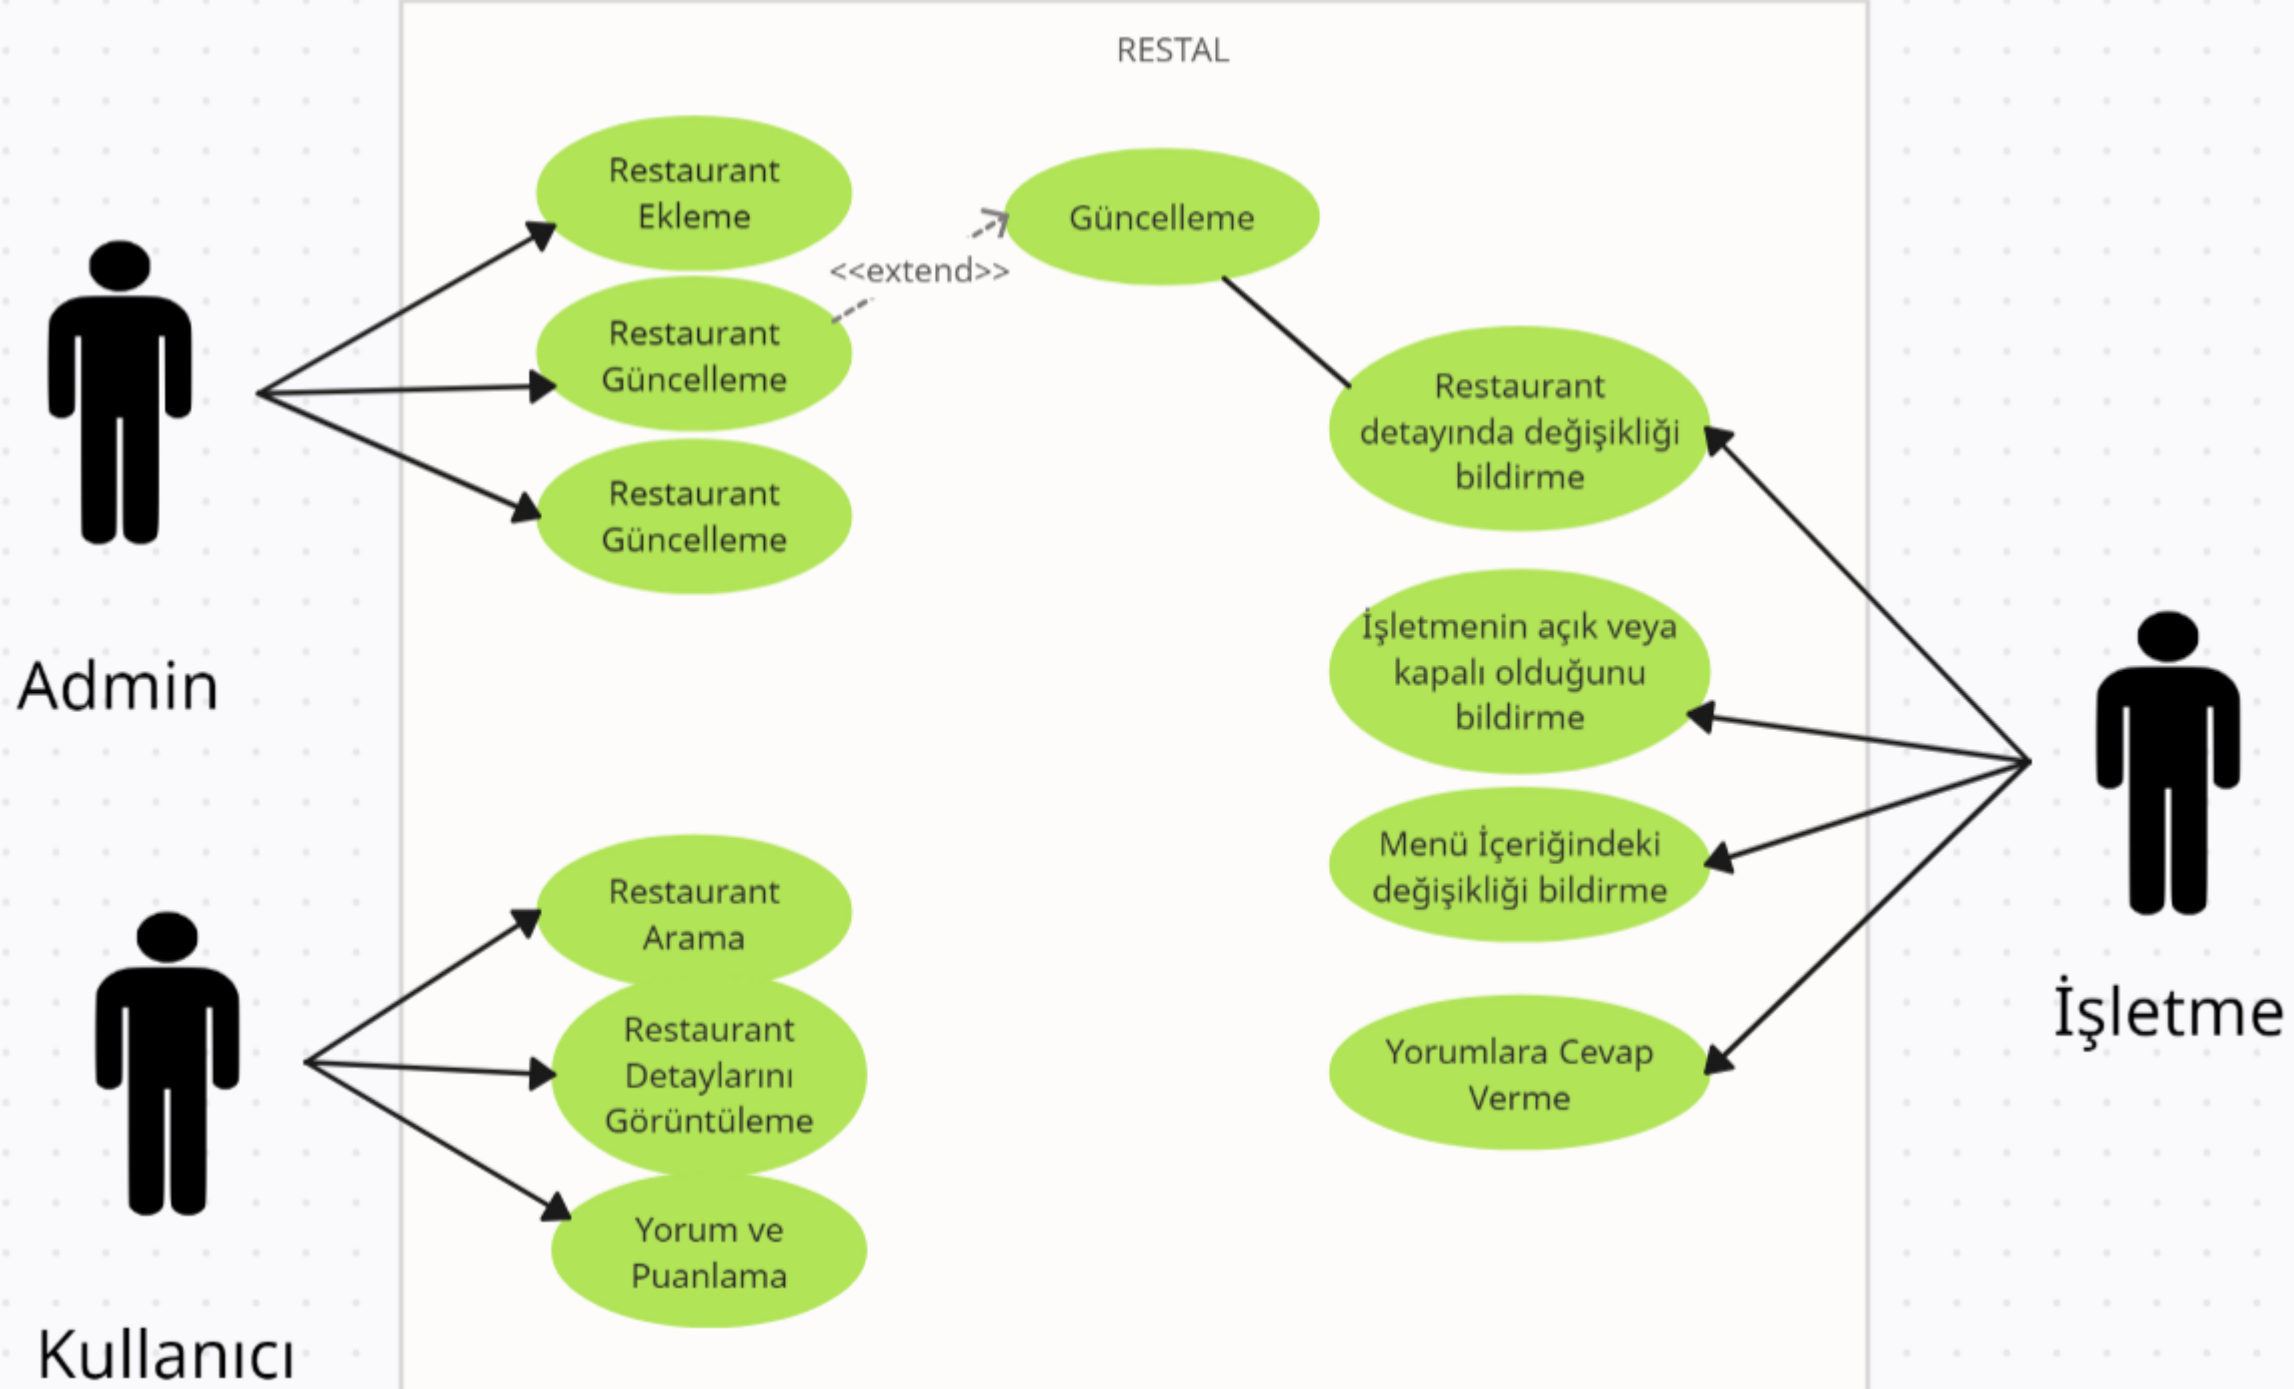 RESTAL
Restaurant
Ekleme
Güncelleme
<<extend>>
Restaurant
Güncelleme
Restaurant
Güncelleme
Admin
Restaurant
detayında değişikliği
bildirme
İşletmenin açık veya
kapalı olduğunu
bildirme
Menü İçeriğindeki
değişikliği bildirme
Yorumlara Cevap
Verme
İşletme
Restaurant
Arama
Restaurant
Detaylarını
Görüntüleme
Yorum ve
Puanlama
Kullanıcı